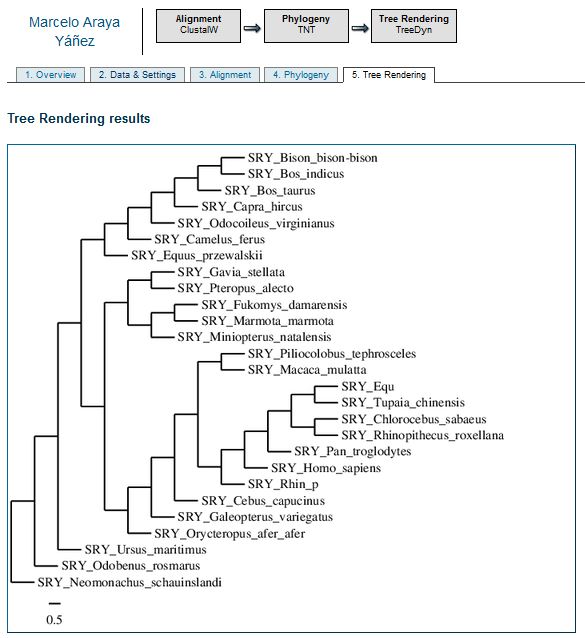 Marcelo Araya
Yáñez
Alignment
ClustalW
Phylogeny
TNT
Tree Rendering
TreeDyn
1. Overview
2. Data & Settings
3. Alignment
4. Phylogeny
5. Tree Rendering
Tree Rendering results
SRY_Bison_bison-bison
SRY_Bos_indicus
SRY_Bos_taurus
SRY_Capra_hircus
SRY_Odocoileus_virginianus
SRY_Camelus_ferus
SRY_Equus_przewalskii
SRY_Gavia_stellata
SRY_Pteropus_alecto
SRY_Fukomys_damarensis
SRY_Marmota_marmota
SRY_Miniopterus_natalensis
SRY_Piliocolobus_tephrosceles
SRY_Macaca_mulatta
SRY_Equ
SRY_Tupaia_chinensis
SRY_Chlorocebus_sabaeus
SRY_Rhinopithecus_roxellana
SRY_Pan_troglodytes
SRY_Homo_sapiens
SRY_Rhin_p
SRY_Cebus_capucinus
SRY_Galeopterus_variegatus
SRY_Orycteropus_afer_afer
SRY_Ursus_maritimus
SRY_Odobenus_rosmarus
SRY_Neomonachus_schauinslandi
0.5